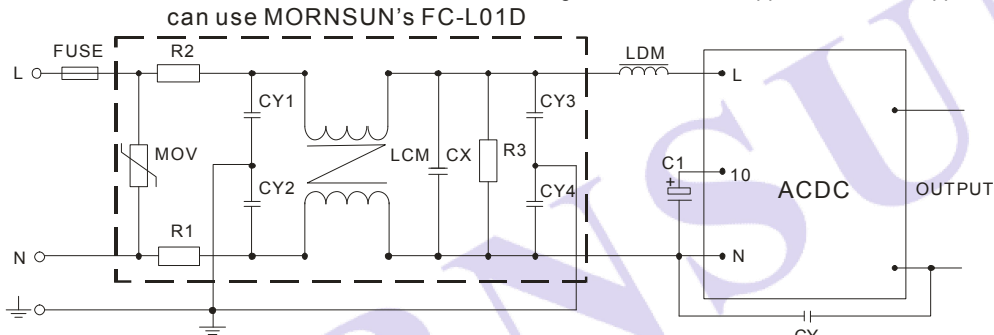 can use MORNSUN's FC-L01D
FUSE
R2
LDM
L
L
CY1
CY3
MOV
LCM
CX
R3
C1
+
10
ACDC
OUTPUT
CY2
CY4
R1
N
N
CY